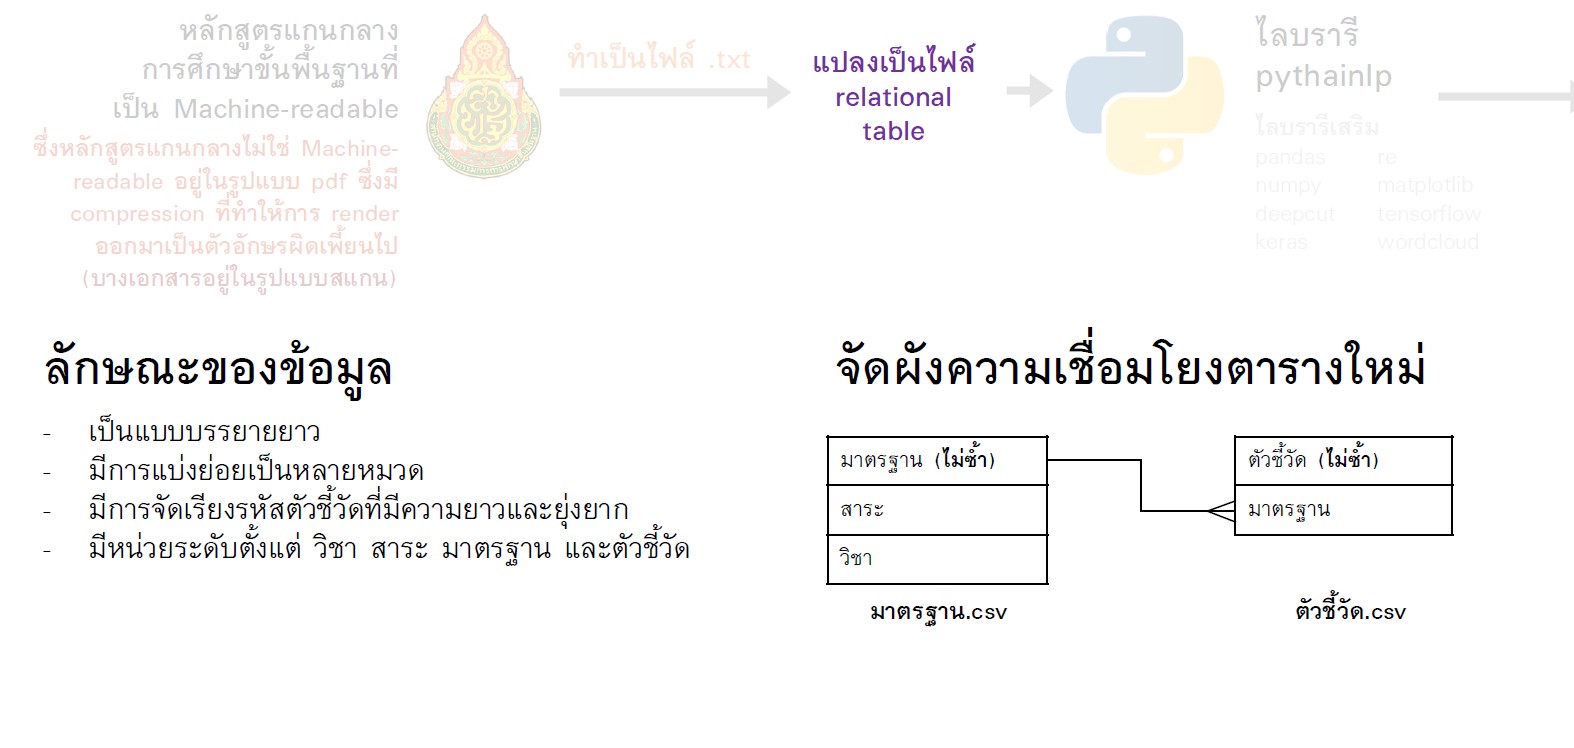 หลักสูตรแกนกลาง
การศึกษาขั้นพื้นฐานที่
เป็น Machine-readable
ซึ่งหลักสูตรแกนกลางไม่ใช่ Machine-
readable อยู่ในรูปแบบ pdf ซึ่งมี
compression ที่ทำให้การ render
ออกมาเป็นตัวอักษรผิดเพี้ยนไป
(บางเอกสารอยู่ในรูปแบบสแกน)
ทำเป็นไฟล์ .txt
แปลงเป็นไฟล์
relational
table
ไลบรารี
pythainlp
ไลบรารีเสริม
pandas re
numpy matplotlib
deepcut tensorflow
keras wordcloud
ลักษณะของข้อมูล
- เป็นแบบบรรยายยาว
- มีการแบ่งย่อยเป็นหลายหมวด
- มีการจัดเรียงรหัสตัวชี้วัดที่มีความยาวและยุ่งยาก
- มีหน่วยระดับตั้งแต่ วิชา สาระ มาตรฐาน และตัวชี้วัด
จัดผังความเชื่อมโยงตารางใหม่
มาตรฐาน (ไม่ซ้ำ)
สาระ
วิชา
มาตรฐาน.csv
ตัวชี้วัด (ไม่ซ้ำ)
มาตรฐาน
ตัวชี้วัด.csv